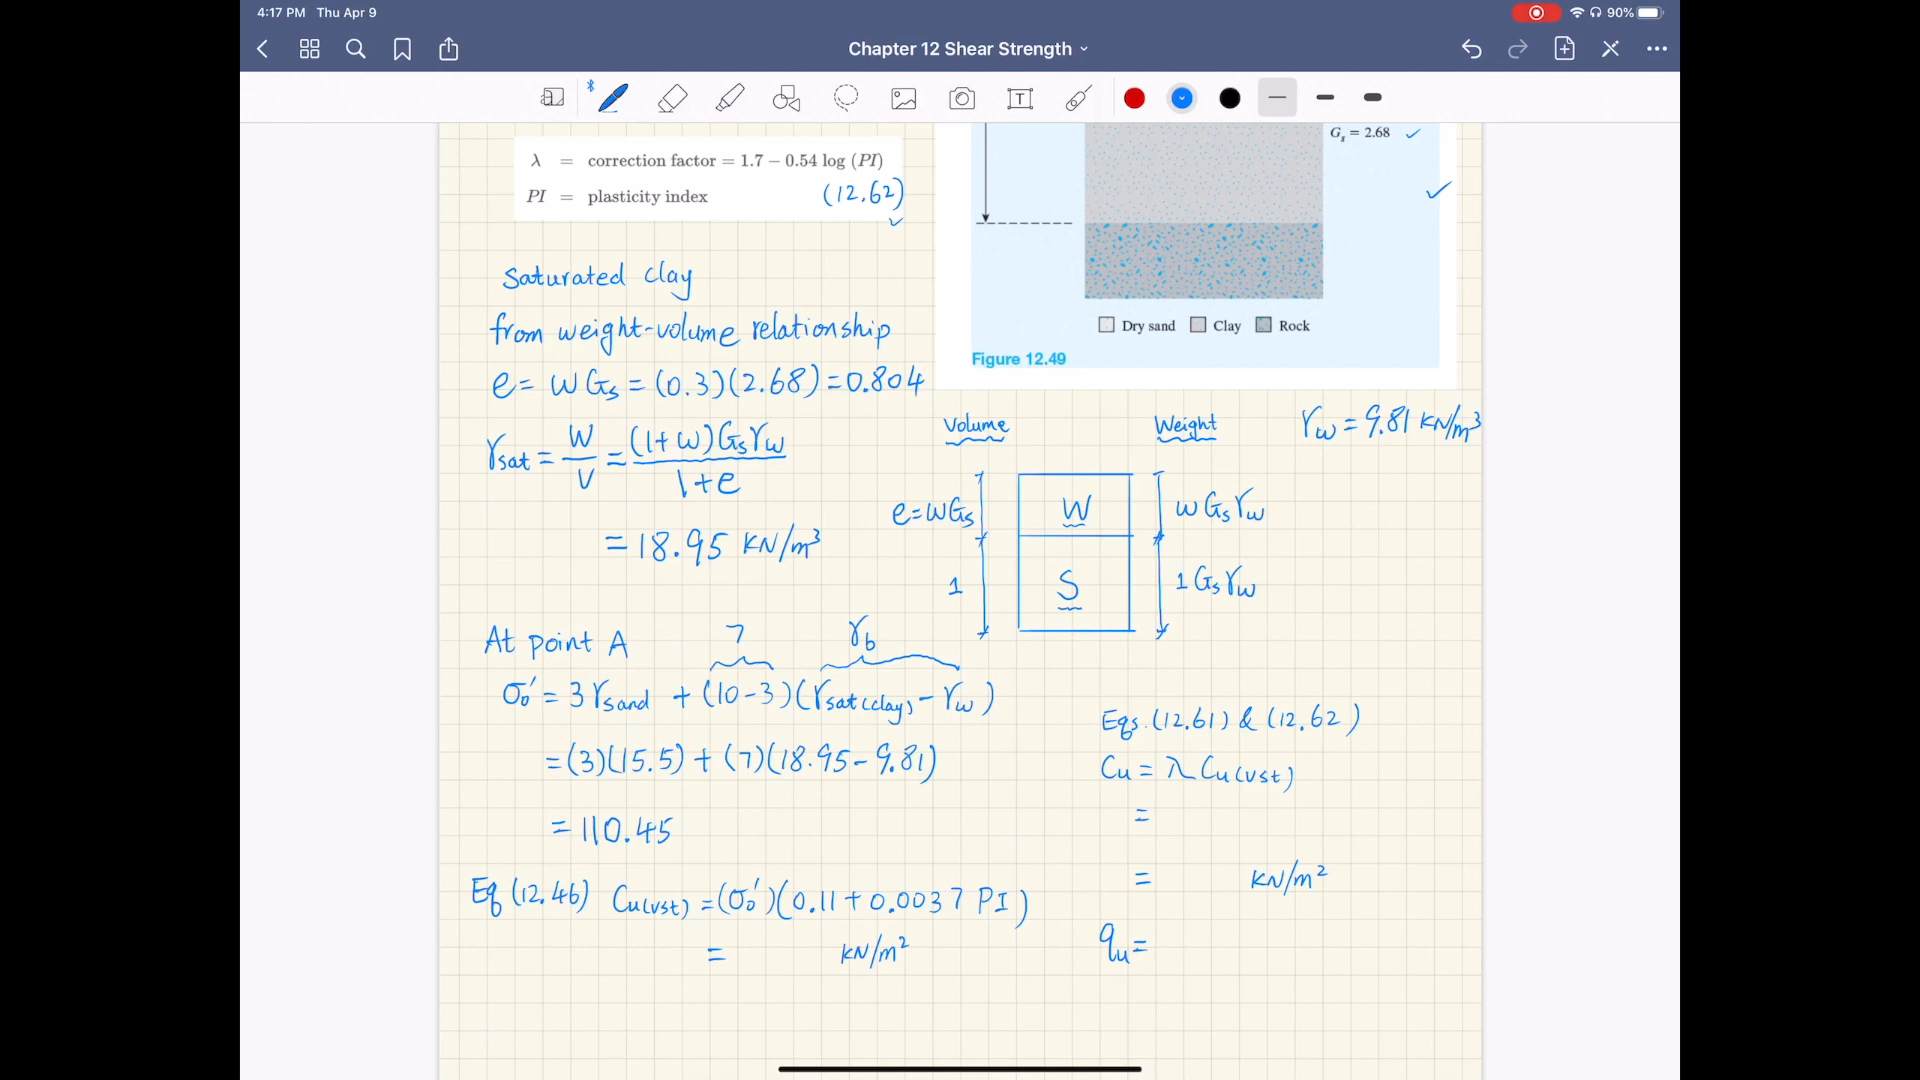 4:17 PM Thu Apr 9
90%
Chapter 12 Shear Strength
λ = correction factor = 1.7 − 0.54 log (PI)
PI = plasticity index (12.62)
Gs = 2.68
Dry sand Clay Rock
Figure 12.49
Saturated clay
from weight-volume relationship
e = wGs = (0.3)(2.68) = 0.804
γsat = W/V = (1+w)Gsγw / 1+e
= 18.95 kN/m³
Volume Weight γw = 9.81 kN/m³
e=wGs W wGsγw
1 S 1Gsγw
At point A 7 γb
σo' = 3γsand + (10-3)(γsat(clay) - γw)
= (3)(15.5) + (7)(18.95 - 9.81)
= 110.45
Eq (12.46) Cu(vst) = (σo')(0.11 + 0.0037 PI)
= kN/m²
Eqs. (12.61) & (12.62)
Cu = λ Cu(vst)
=
= kN/m²
qu =